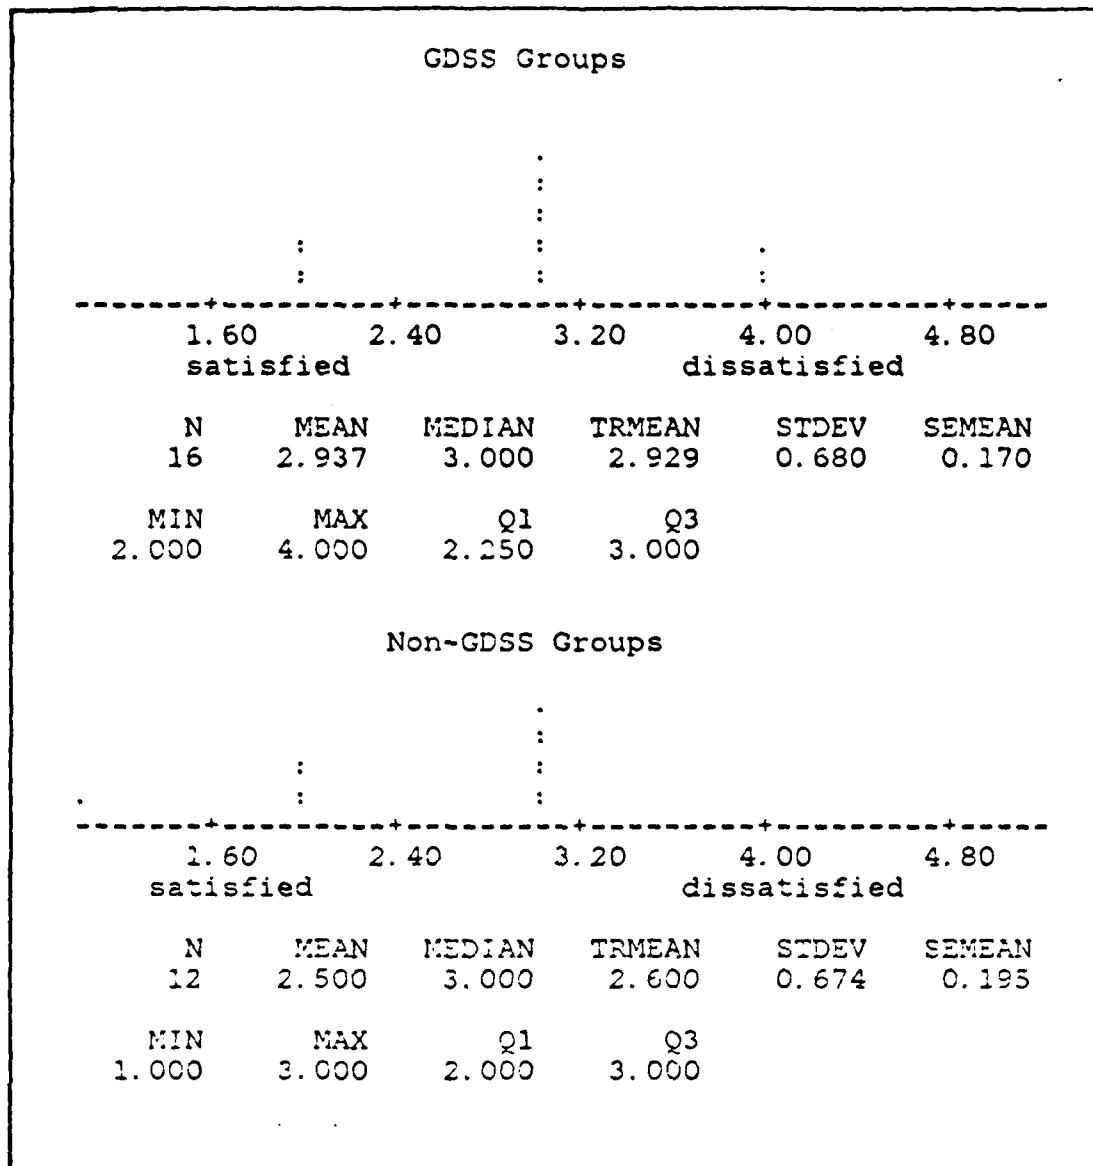 GDSS Groups
.
:
:
: : .
: : :
-------+---------+---------+---------+---------+-----
1.60 2.40 3.20 4.00 4.80
satisfied dissatisfied
N MEAN MEDIAN TRMEAN STDEV SEMEAN
16 2.937 3.000 2.929 0.680 0.170
MIN MAX Q1 Q3
2.000 4.000 2.250 3.000
Non-GDSS Groups
.
:
: :
. : :
-------+---------+---------+---------+---------+-----
1.60 2.40 3.20 4.00 4.80
satisfied dissatisfied
N MEAN MEDIAN TRMEAN STDEV SEMEAN
12 2.500 3.000 2.600 0.674 0.195
MIN MAX Q1 Q3
1.000 3.000 2.000 3.000